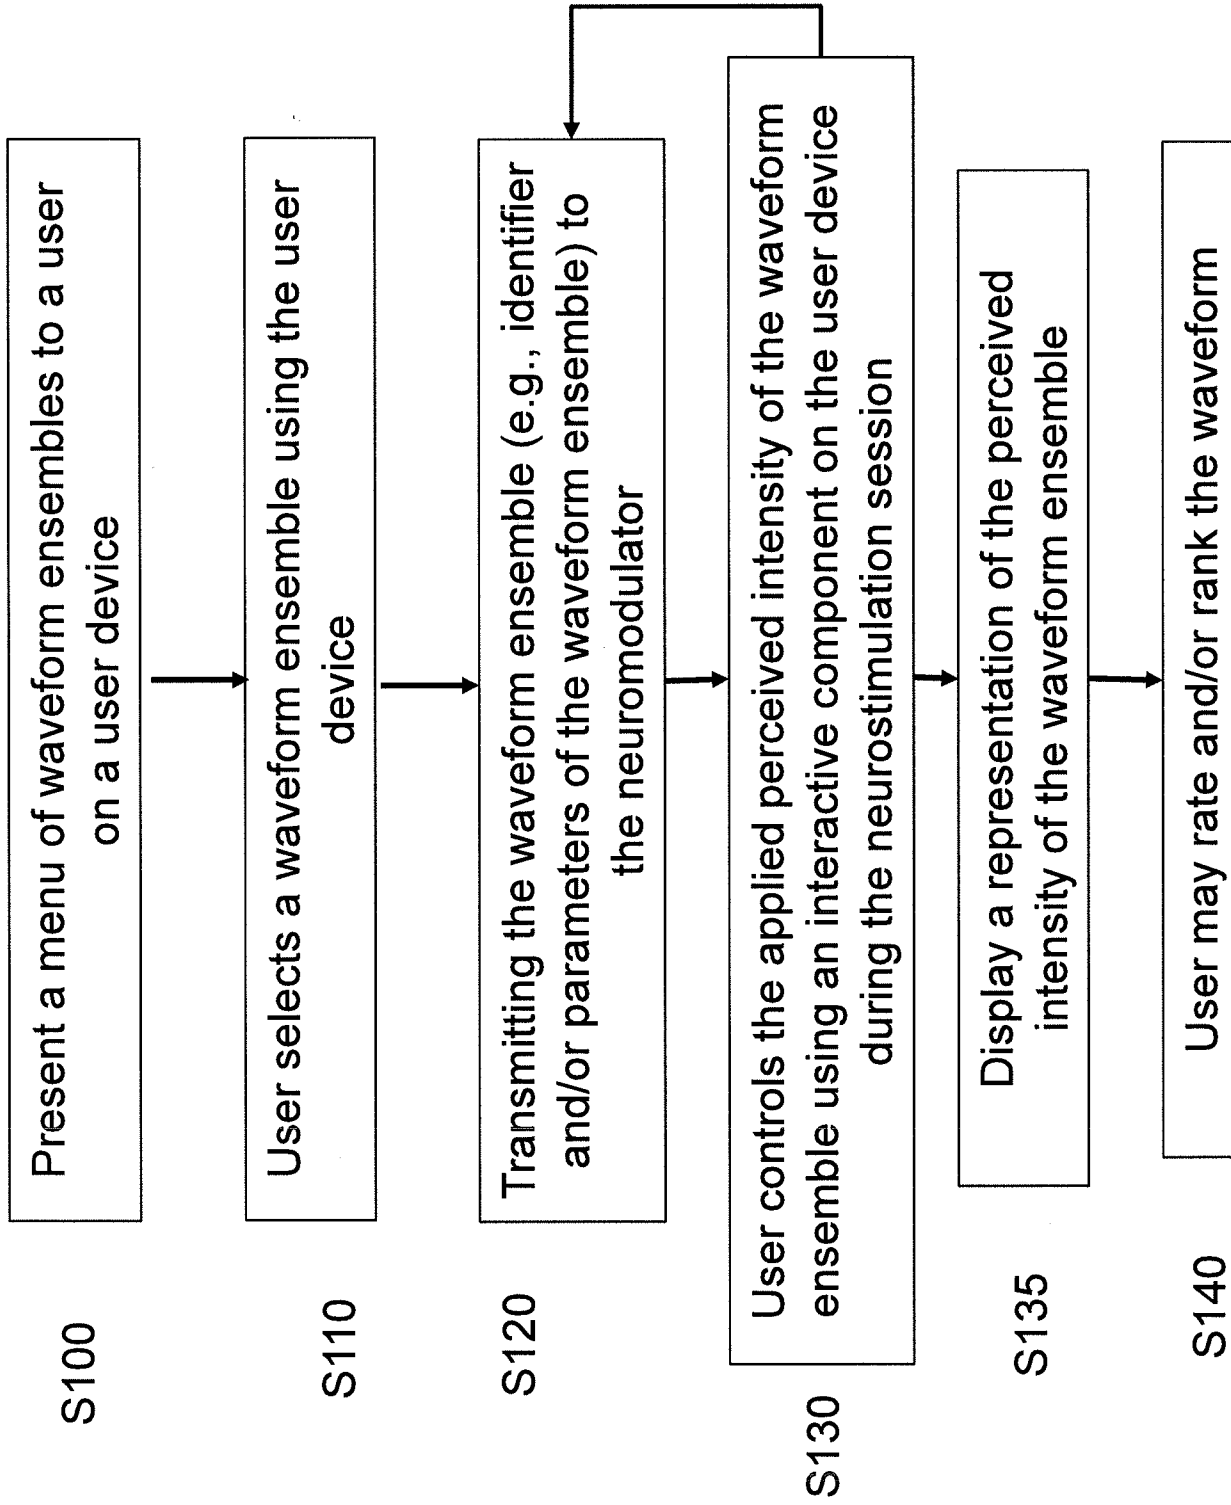 S100
Present a menu of waveform ensembles to a user
on a user device
S110
User selects a waveform ensemble using the user
device
S120
Transmitting the waveform ensemble (e.g., identifier
and/or parameters of the waveform ensemble) to
the neuromodulator
S130
User controls the applied perceived intensity of the waveform
ensemble using an interactive component on the user device
during the neurostimulation session
S135
Display a representation of the perceived
intensity of the waveform ensemble
S140
User may rate and/or rank the waveform